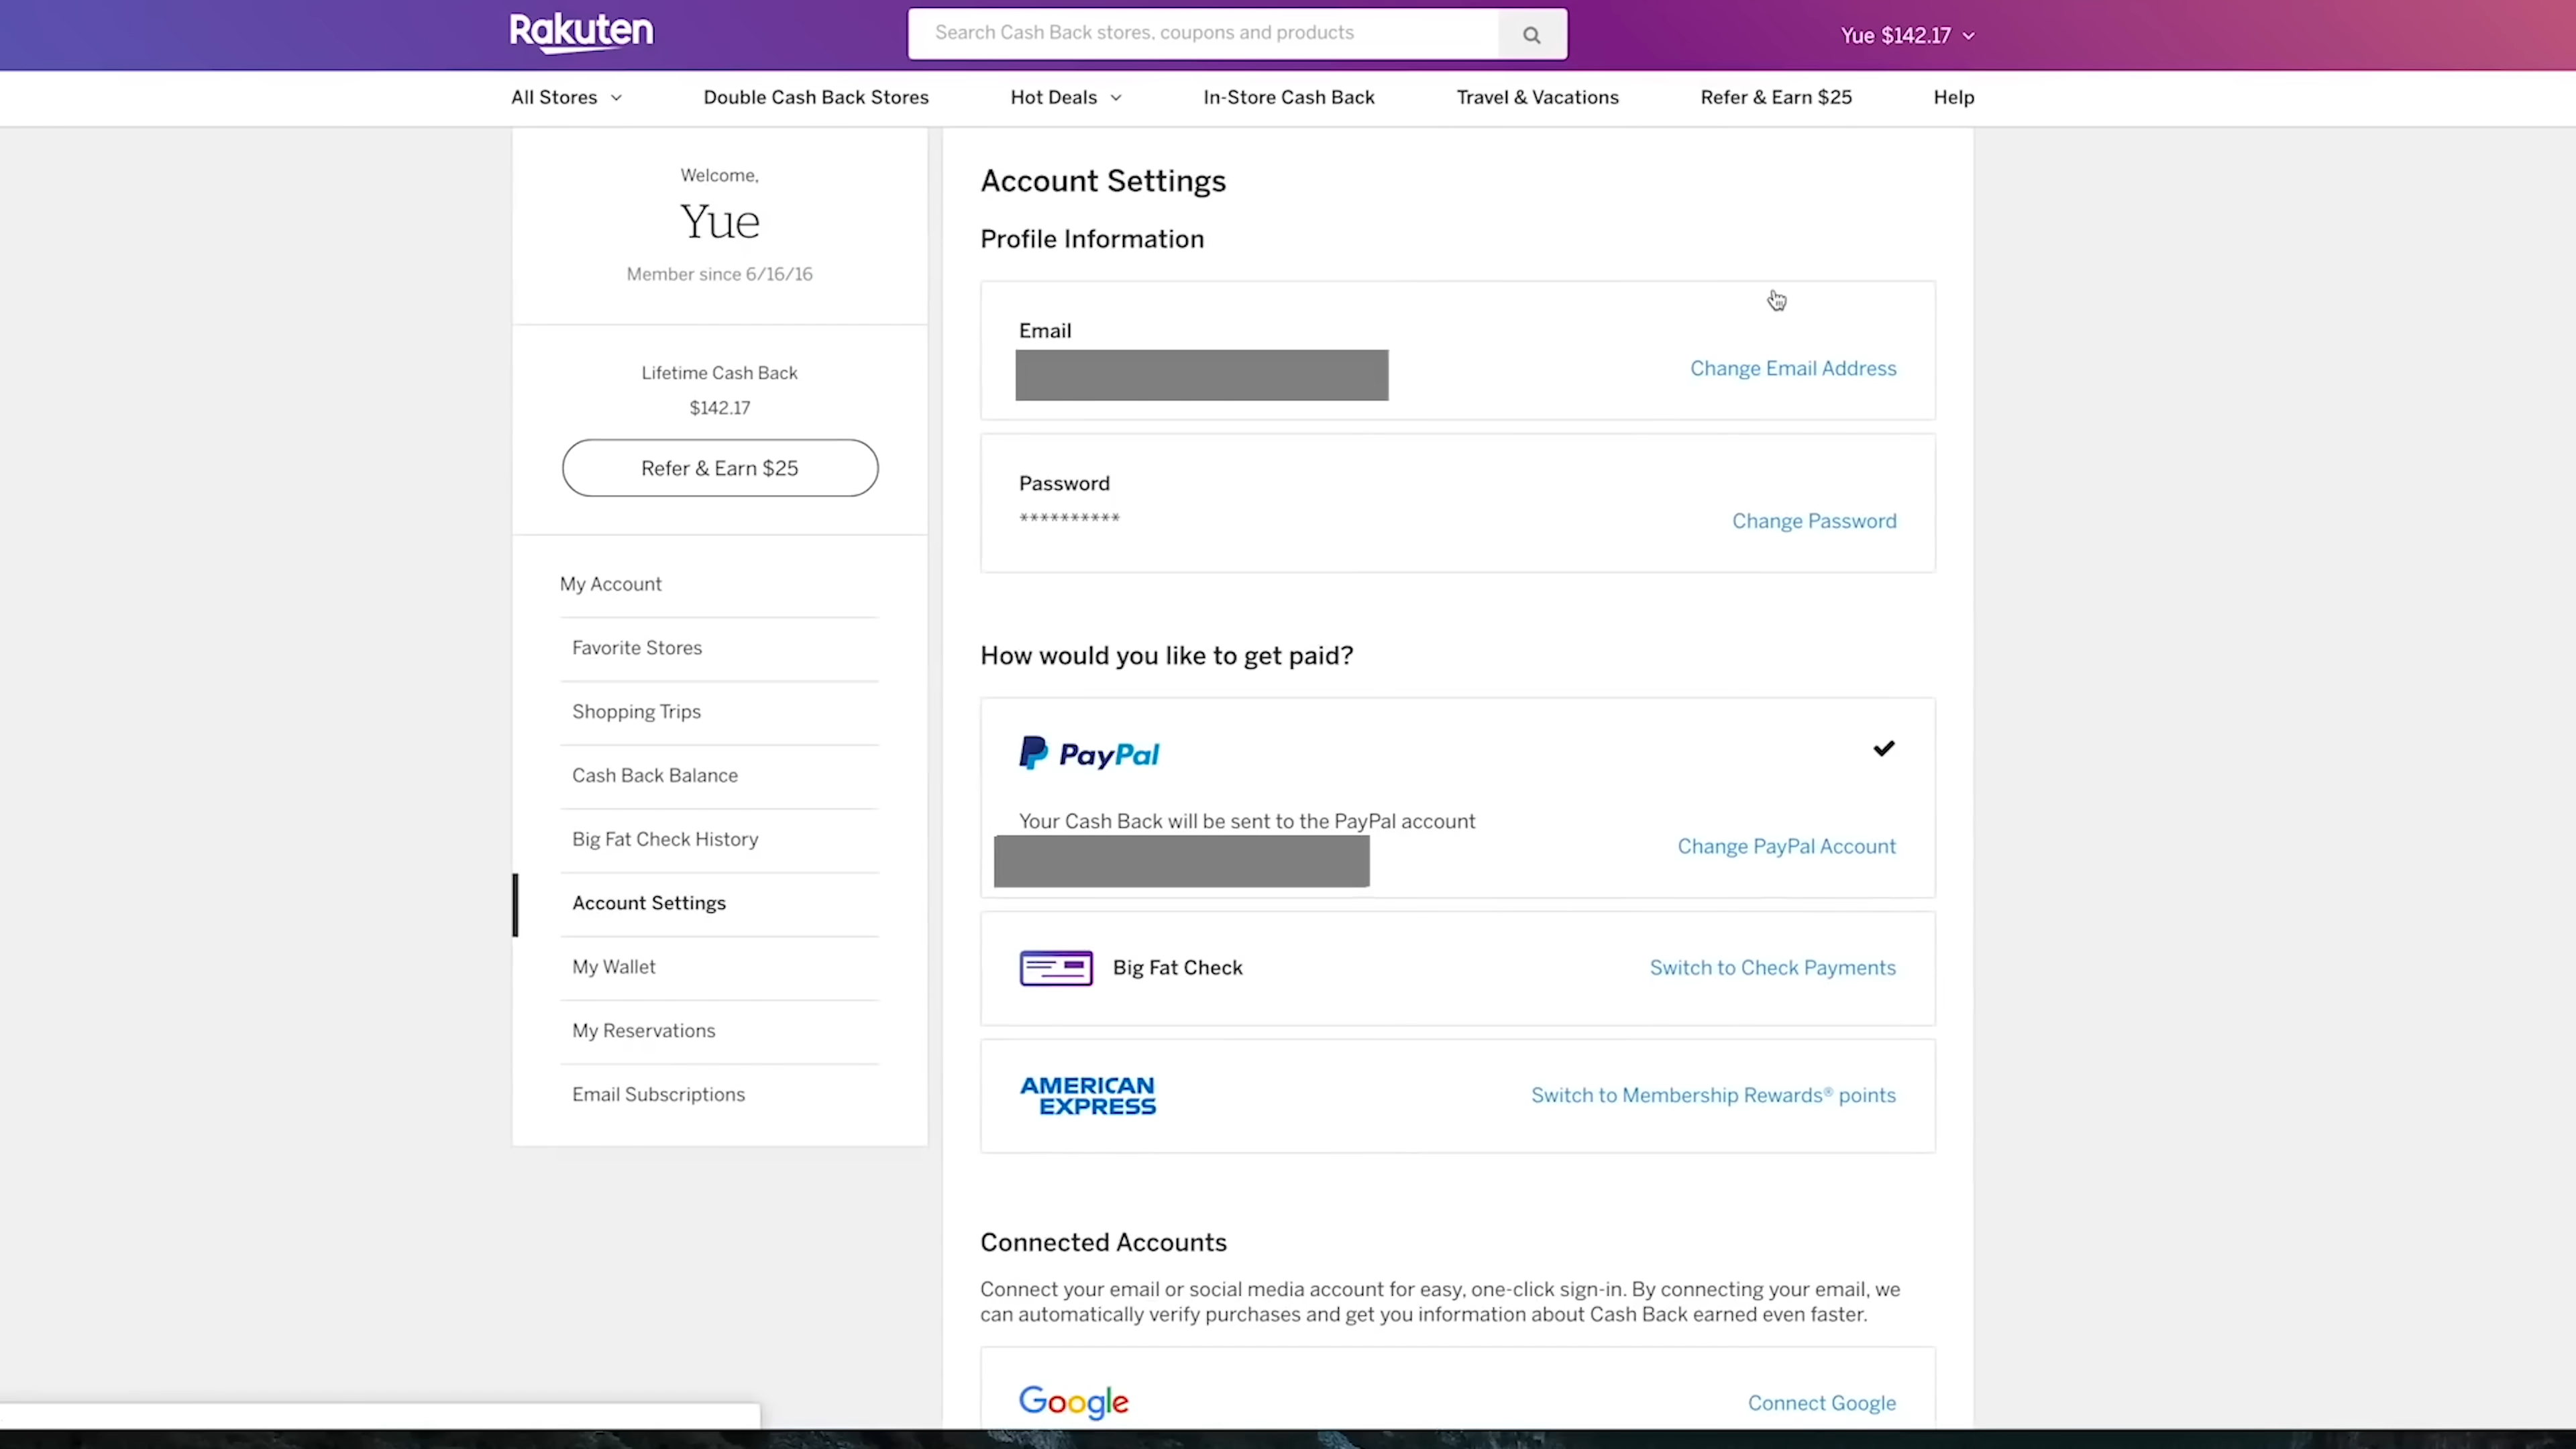 Rakuten
Search Cash Back stores, coupons and products
Yue $142.17
All Stores
Double Cash Back Stores
Hot Deals
In-Store Cash Back
Travel & Vacations
Refer & Earn $25
Help
Welcome,
Yue
Member since 6/16/16
Lifetime Cash Back
$142.17
Refer & Earn $25
My Account
Favorite Stores
Shopping Trips
Cash Back Balance
Big Fat Check History
Account Settings
My Wallet
My Reservations
Email Subscriptions
Account Settings
Profile Information
Email
Change Email Address
Password
**********
Change Password
How would you like to get paid?
PayPal
Your Cash Back will be sent to the PayPal account
Change PayPal Account
Big Fat Check
Switch to Check Payments
AMERICAN
EXPRESS
Switch to Membership Rewards® points
Connected Accounts
Connect your email or social media account for easy, one-click sign-in. By connecting your email, we
can automatically verify purchases and get you information about Cash Back earned even faster.
Google
Connect Google